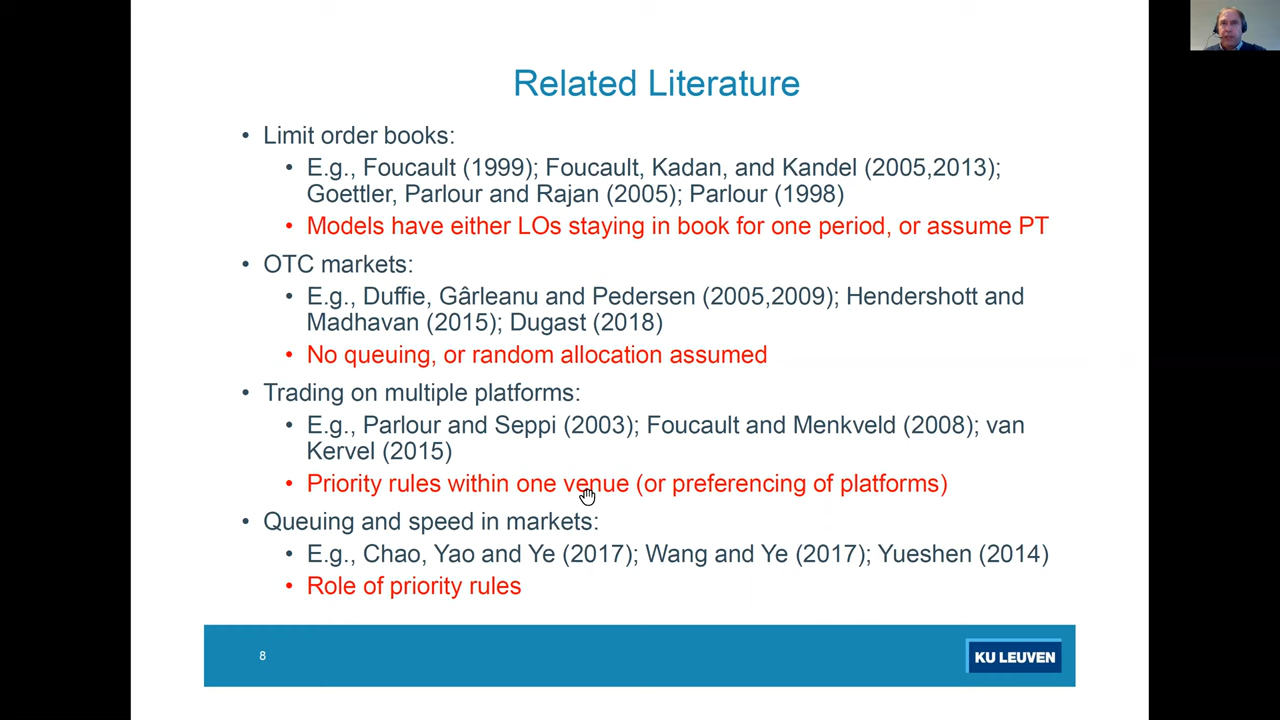 Related Literature
• Limit order books:
• E.g., Foucault (1999); Foucault, Kadan, and Kandel (2005,2013);
Goettler, Parlour and Rajan (2005); Parlour (1998)
• Models have either LOs staying in book for one period, or assume PT
• OTC markets:
• E.g., Duffie, Gârleanu and Pedersen (2005,2009); Hendershott and
Madhavan (2015); Dugast (2018)
• No queuing, or random allocation assumed
• Trading on multiple platforms:
• E.g., Parlour and Seppi (2003); Foucault and Menkveld (2008); van
Kervel (2015)
• Priority rules within one venue (or preferencing of platforms)
• Queuing and speed in markets:
• E.g., Chao, Yao and Ye (2017); Wang and Ye (2017); Yueshen (2014)
• Role of priority rules
8
KU LEUVEN